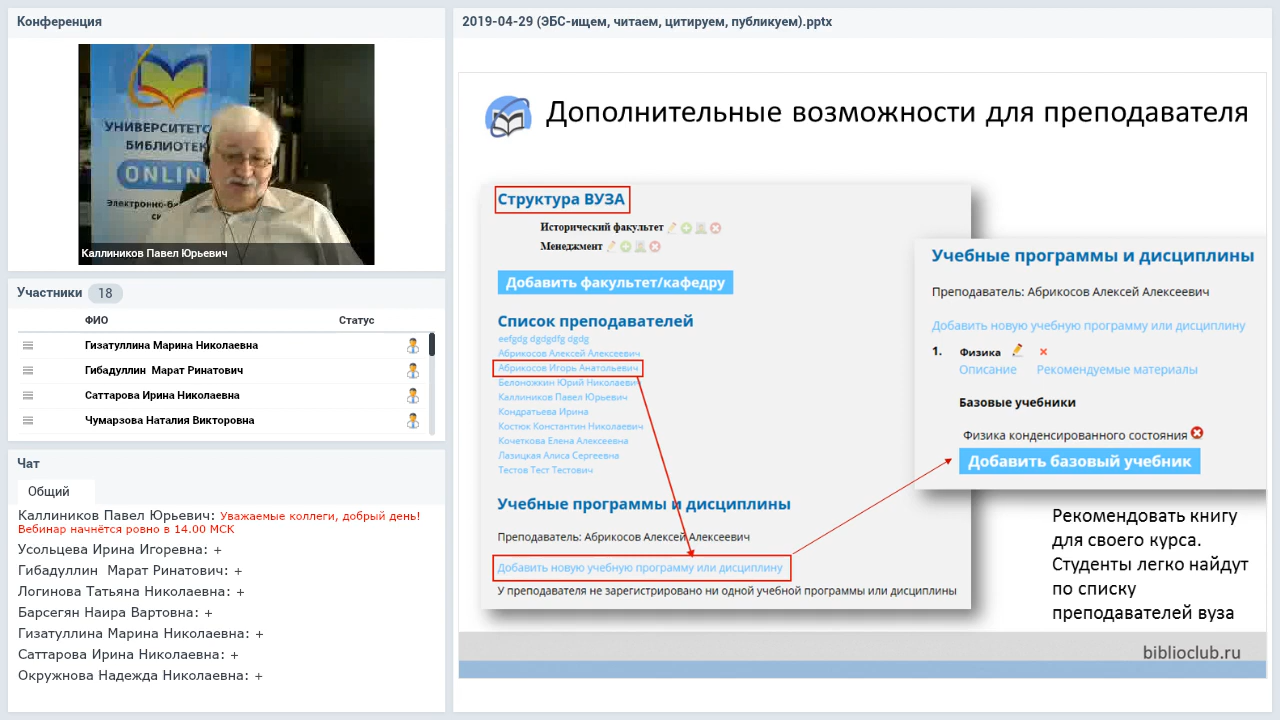 Конференция
УНИВЕРСИТЕТС
БИБЛИОТЕК
ONLIN
Каллиников Павел Юрьевич
Участники 18
ФИО Статус
Гизатуллина Марина Николаевна
Гибадуллин Марат Ринатович
Саттарова Ирина Николаевна
Чумарзова Наталия Викторовна
Чат
Общий
Каллиников Павел Юрьевич: Уважаемые коллеги, добрый день!
Вебинар начнётся ровно в 14.00 МСК
Усольцева Ирина Игоревна: +
Гибадуллин Марат Ринатович: +
Логинова Татьяна Николаевна: +
Барсегян Наира Вартовна: +
Гизатуллина Марина Николаевна: +
Саттарова Ирина Николаевна: +
Окружнова Надежда Николаевна: +
2019-04-29 (ЭБС-ищем, читаем, цитируем, публикуем).pptx
Дополнительные возможности для преподавателя
Структура ВУЗА
Исторический факультет
Менеджмент
Добавить факультет/кафедру
Список преподавателей
eefgdg dgdgdfg dgdg
Абрикосов Алексей Алексеевич
Абрикосов Игорь Анатольевич
Белоножкин Юрий Николаевич
Каллиников Павел Юрьевич
Кондратьева Ирина
Костюк Константин Николаевич
Кочеткова Елена Алексеевна
Лазицкая Алиса Сергеевна
Тестов Тест Тестович
Учебные программы и дисциплины
Преподаватель: Абрикосов Алексей Алексеевич
Добавить новую учебную программу или дисциплину
У преподавателя не зарегистрировано ни одной учебной программы или дисциплины
Учебные программы и дисциплины
Преподаватель: Абрикосов Алексей Алексеевич
Добавить новую учебную программу или дисциплину
1. Физика
Описание Рекомендуемые материалы
Базовые учебники
Физика конденсированного состояния
Добавить базовый учебник
Рекомендовать книгу
для своего курса.
Студенты легко найдут
по списку
преподавателей вуза
biblioclub.ru